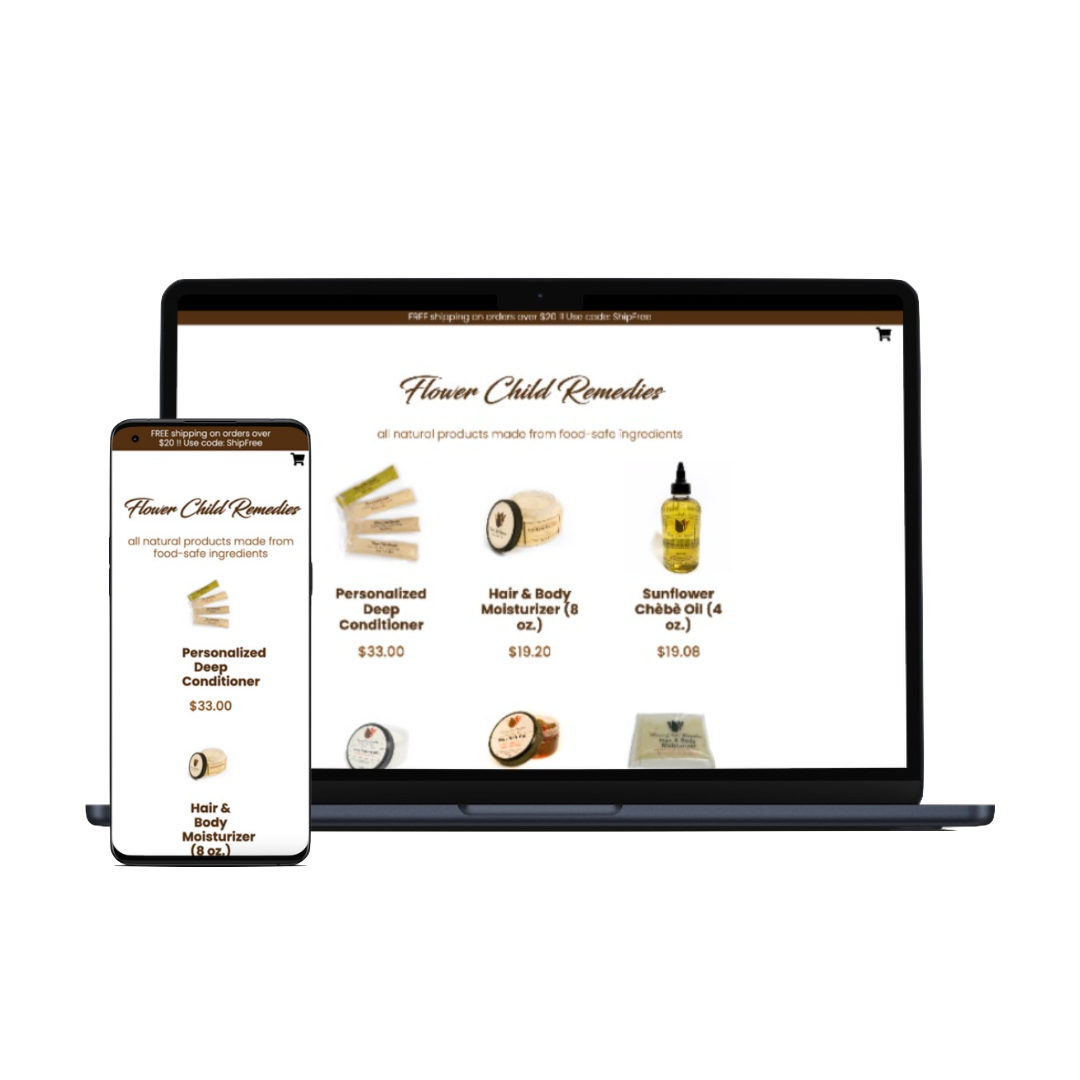 FREE shipping on orders over $20 !! Use code: ShipFree
Flower Child Remedies
all natural products made from food-safe ingredients
Personalized
Deep
Conditioner
$33.00
Hair & Body
Moisturizer (8
oz.)
$19.20
Sunflower
Chèbè Oil (4
oz.)
$19.08
Hair & Body
Moisturizer
FREE shipping on orders over
$20 !! Use code: ShipFree
Flower Child Remedies
all natural products made from
food-safe ingredients
Personalized
Deep
Conditioner
$33.00
Hair &
Body
Moisturizer
(8 oz.)